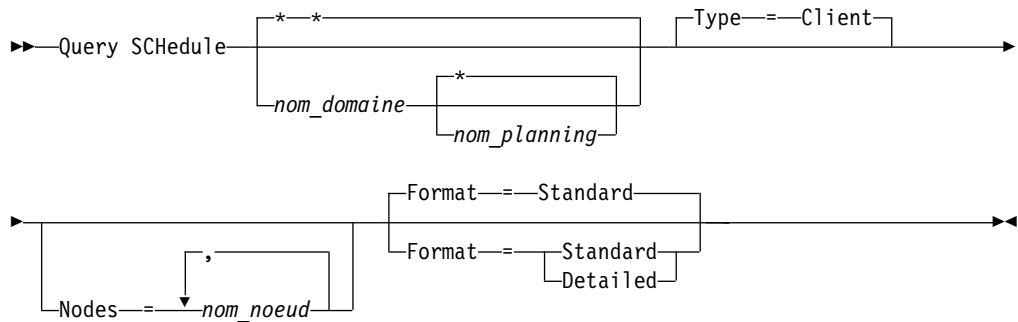 * * Type = Client
Query SCHedule
*
nom_domaine
nom_planning
Format = Standard
Format = Standard
, Detailed
Nodes = nom_noeud